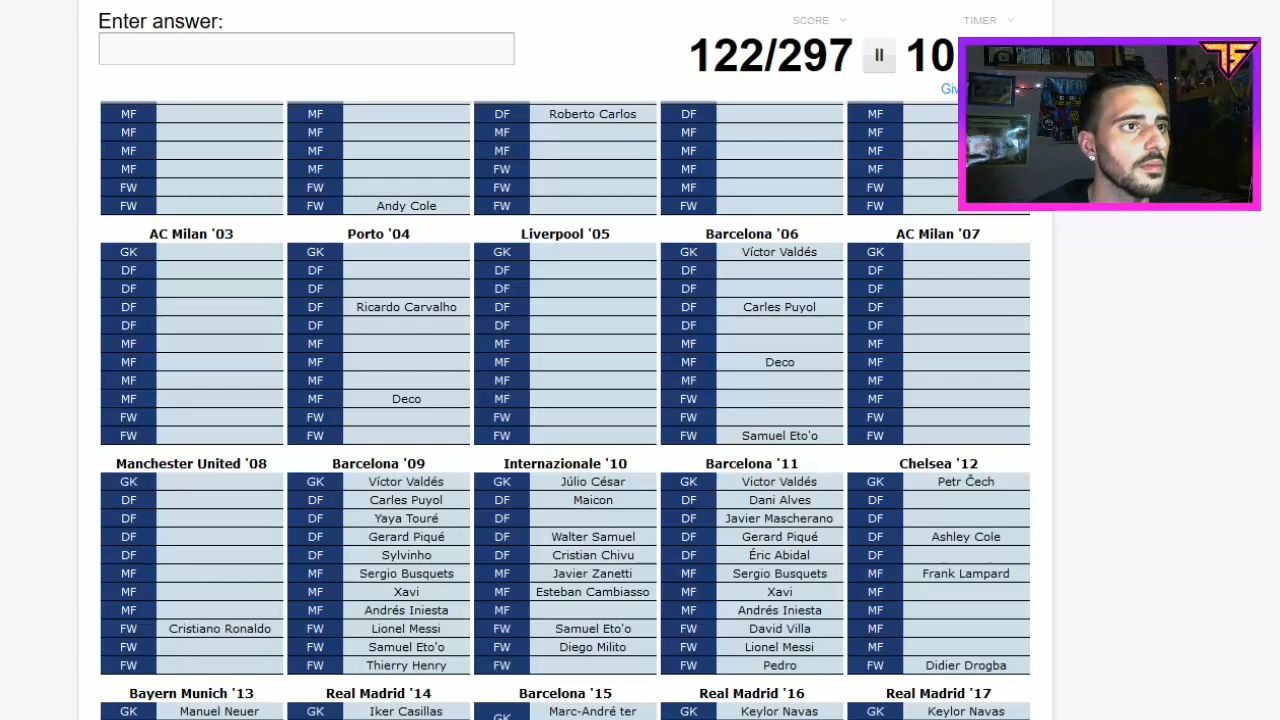 Enter answer:
SCORE
TIMER
122/297
10
Giv
MF MF DF Roberto Carlos DF MF
MF MF MF MF MF
MF MF MF MF MF
MF MF FW MF MF
FW FW FW MF FW
FW FW Andy Cole FW FW FW
AC Milan '03 Porto '04 Liverpool '05 Barcelona '06 AC Milan '07
GK GK GK GK Víctor Valdés GK
DF DF DF DF DF
DF DF DF DF DF
DF DF Ricardo Carvalho DF DF Carles Puyol DF
DF DF DF DF DF
MF MF MF MF MF
MF MF MF MF Deco MF
MF MF MF MF MF
MF MF Deco MF FW MF
FW FW FW FW FW
FW FW FW FW Samuel Eto'o FW
Manchester United '08 Barcelona '09 Internazionale '10 Barcelona '11 Chelsea '12
GK GK Víctor Valdés GK Júlio César GK Victor Valdés GK Petr Čech
DF DF Carles Puyol DF Maicon DF Dani Alves DF
DF DF Yaya Touré DF DF Javier Mascherano DF
DF DF Gerard Piqué DF Walter Samuel DF Gerard Piqué DF Ashley Cole
DF DF Sylvinho DF Cristian Chivu DF Éric Abidal DF
MF MF Sergio Busquets MF Javier Zanetti MF Sergio Busquets MF Frank Lampard
MF MF Xavi MF Esteban Cambiasso MF Xavi MF
MF MF Andrés Iniesta MF MF Andrés Iniesta MF
FW Cristiano Ronaldo FW Lionel Messi FW Samuel Eto'o FW David Villa MF
FW FW Samuel Eto'o FW Diego Milito FW Lionel Messi MF
FW FW Thierry Henry FW FW Pedro FW Didier Drogba
Bayern Munich '13 Real Madrid '14 Barcelona '15 Real Madrid '16 Real Madrid '17
GK Manuel Neuer GK Iker Casillas GK Marc-André ter GK Keylor Navas GK Keylor Navas